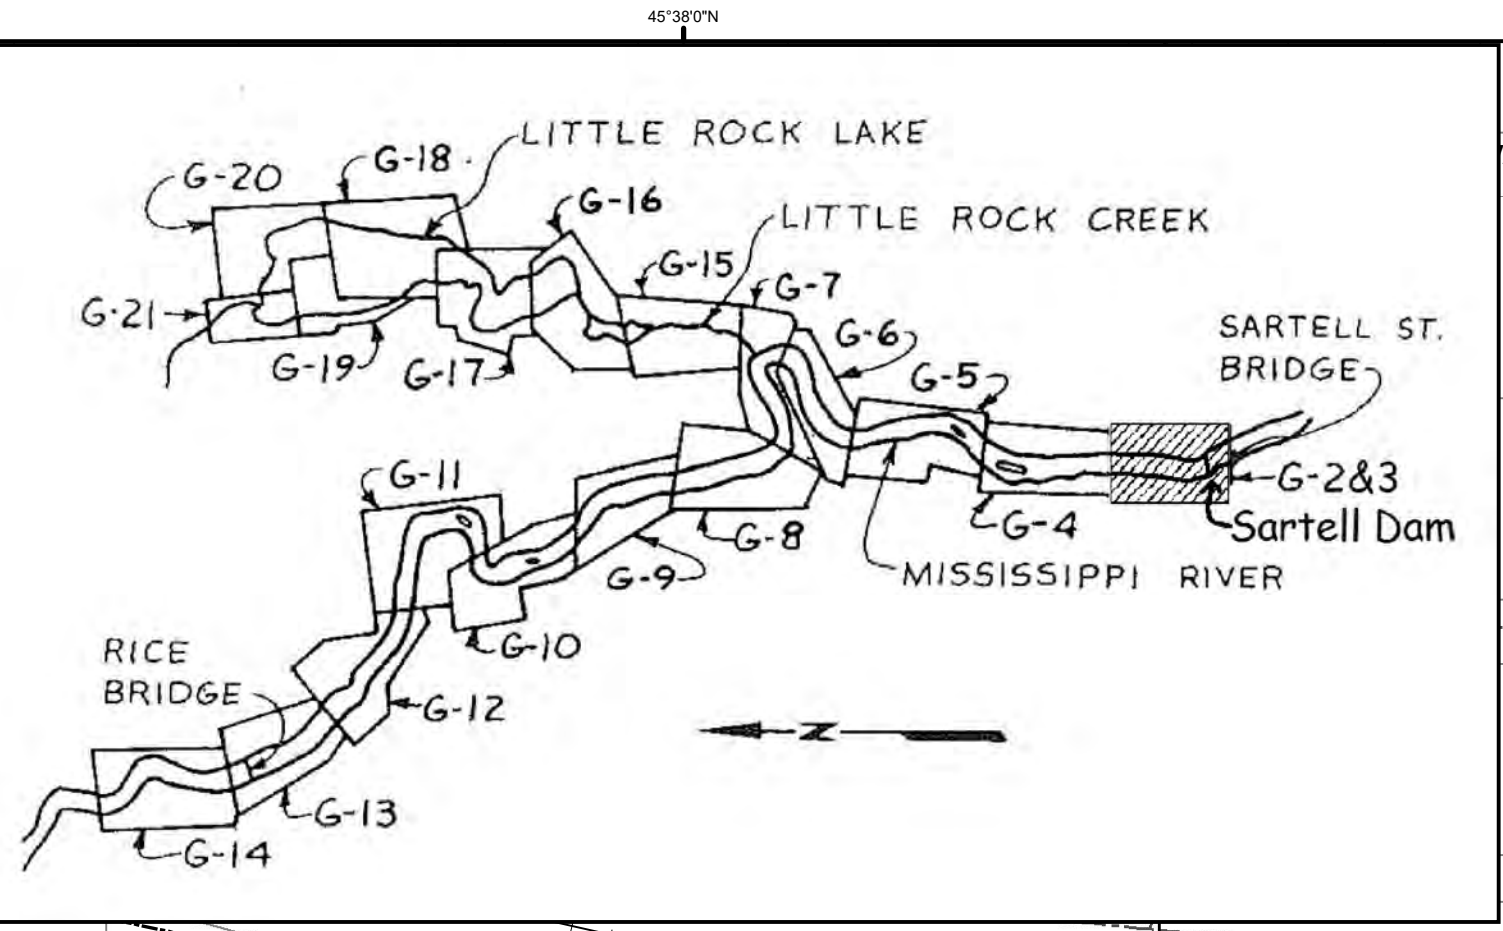 45°38'0"N
LITTLE ROCK LAKE
G-18
G-20
G-16
LITTLE ROCK CREEK
G-15
G-7
G-21
G-6
SARTELL ST.
BRIDGE
G-19
G-17
G-5
G-11
G-2&3
G-4
Sartell Dam
G-8
G-9
MISSISSIPPI RIVER
G-10
RICE
BRIDGE
G-12
N
G-13
G-14